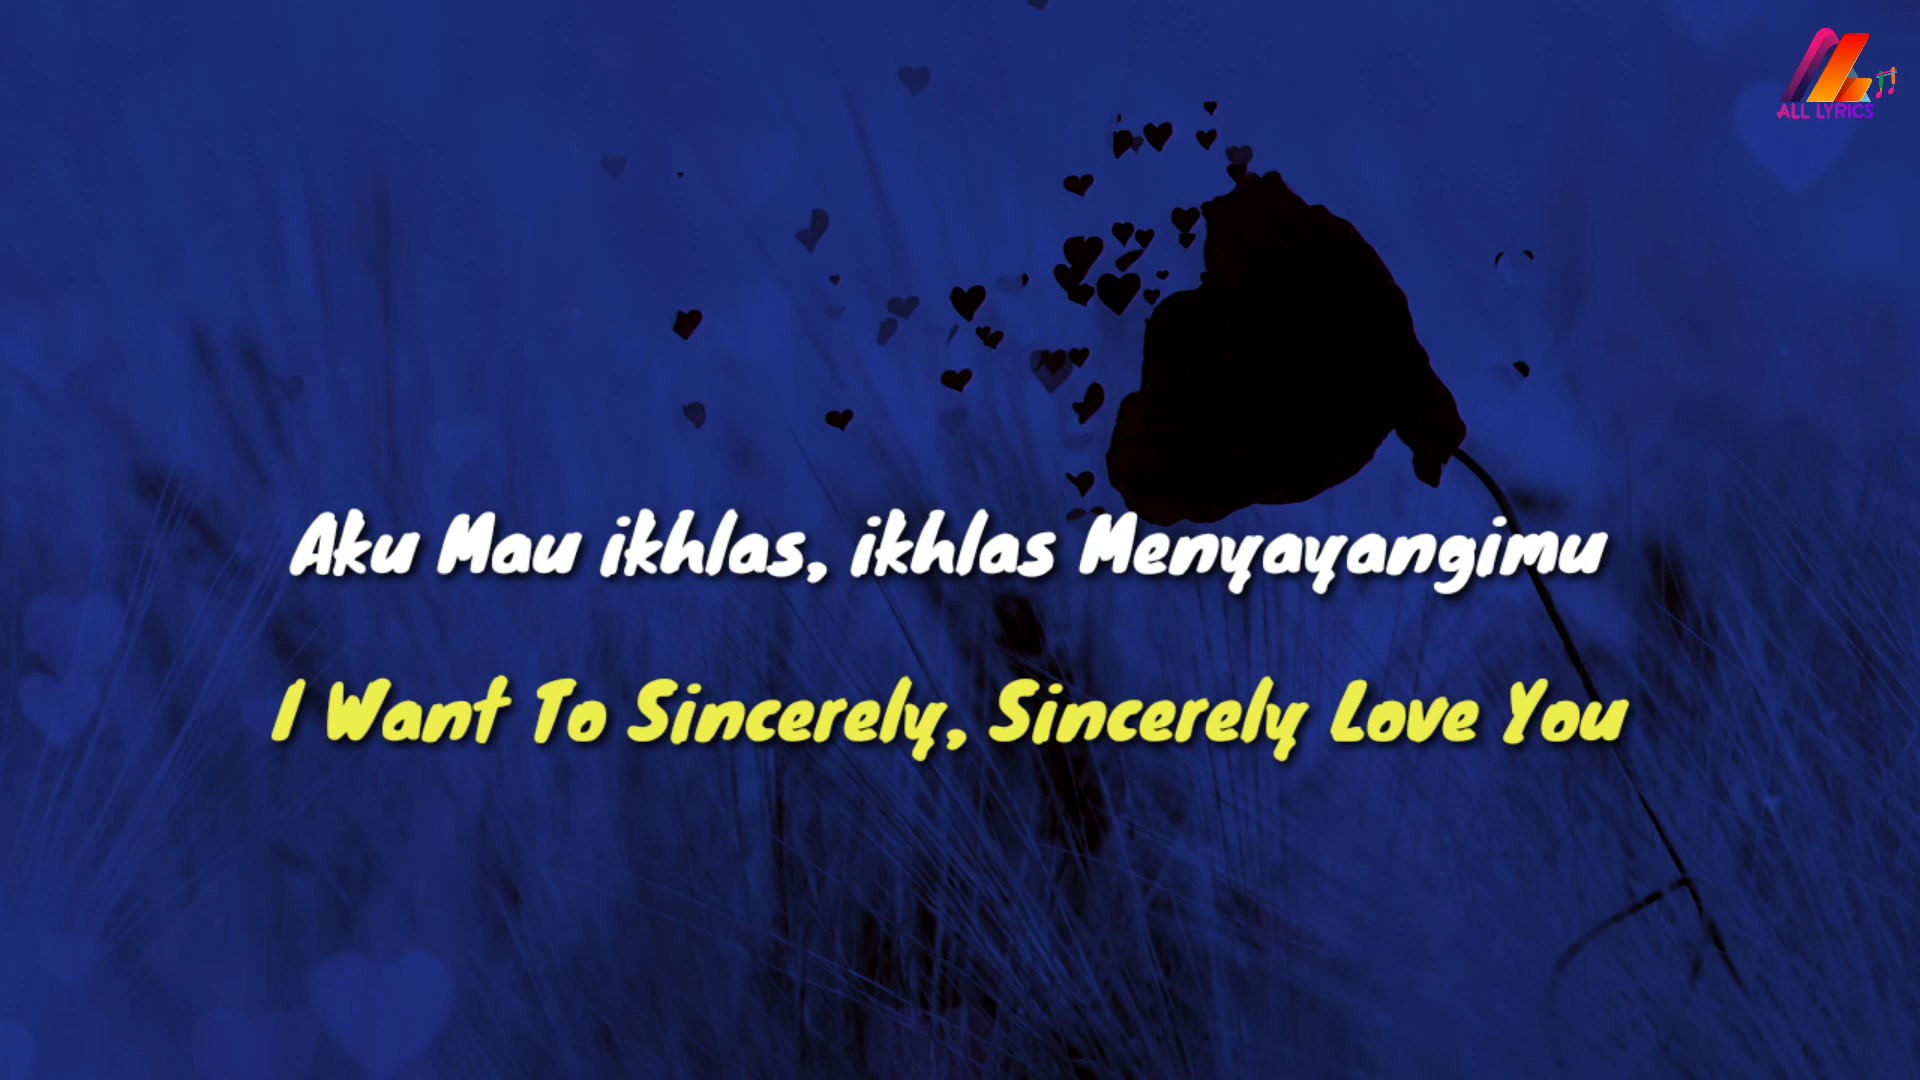 ALL LYRICS
Aku Mau ikhlas, ikhlas Menyayangimu
I Want To Sincerely, Sincerely Love You